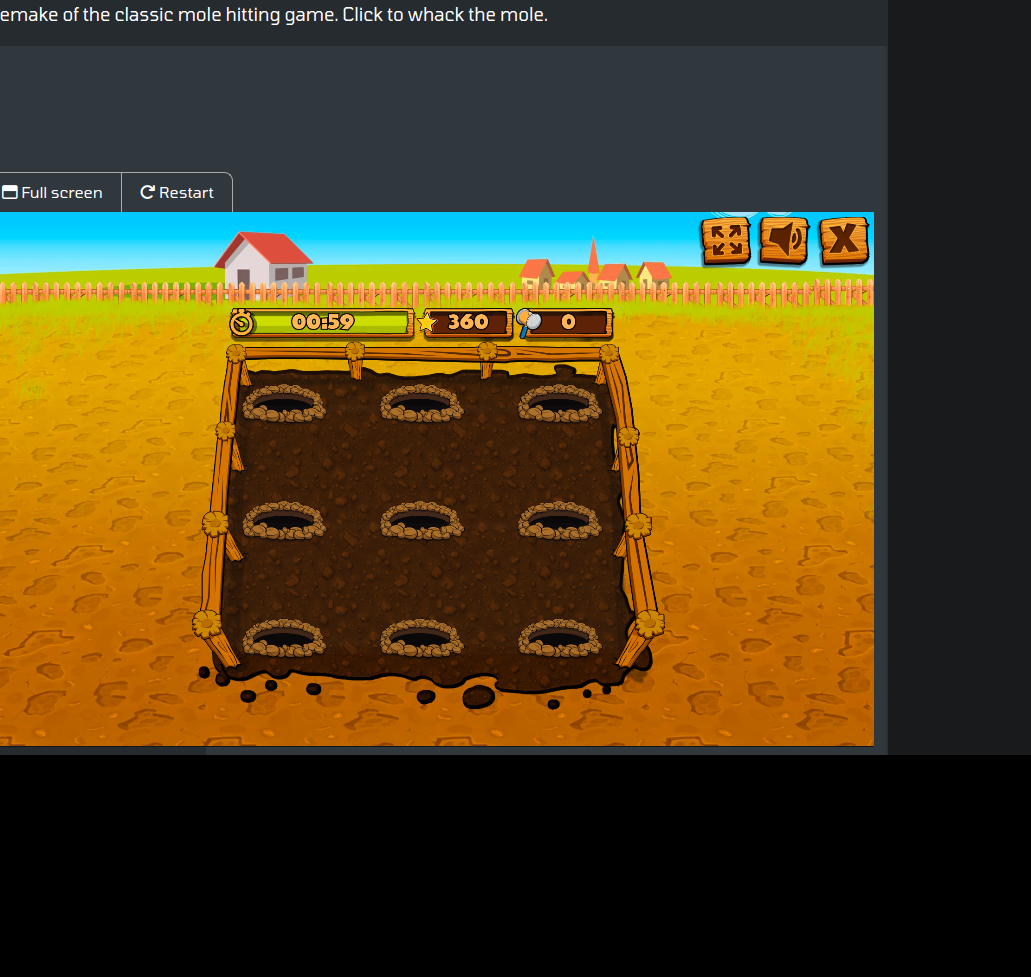 emake of the classic mole hitting game. Click to whack the mole.
Full screen
Restart
X
00:59
360
0